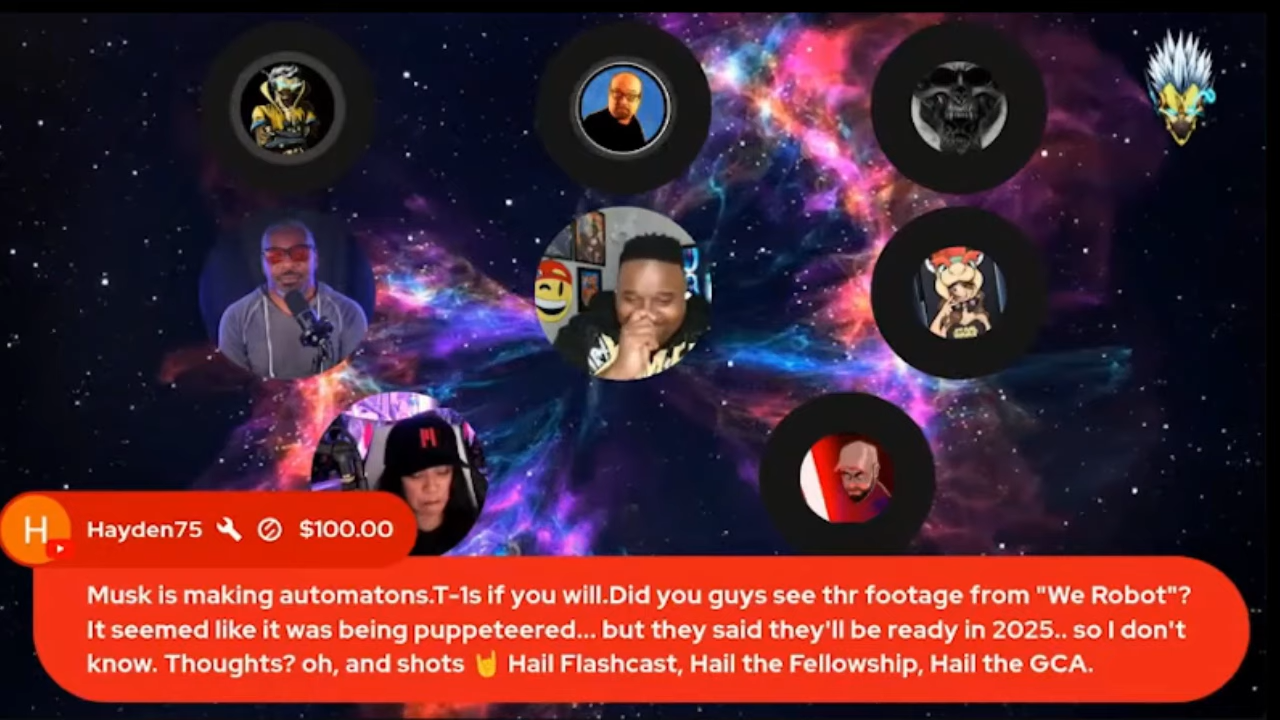 H
Hayden75 $100.00
Musk is making automatons.T-1s if you will.Did you guys see thr footage from "We Robot"?
It seemed like it was being puppeteered... but they said they'll be ready in 2025.. so I don't
know. Thoughts? oh, and shots 🤘 Hail Flashcast, Hail the Fellowship, Hail the GCA.